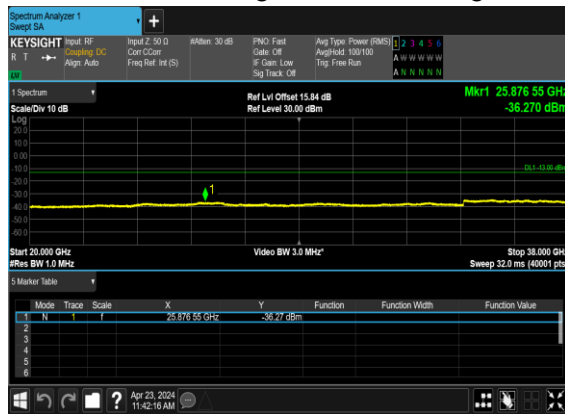 Spectrum Analyzer 1
Swept SA
+
KEYSIGHT Input: RF Input Z: 50 Ω #Atten: 30 dB PNO: Fast Avg Type: Power (RMS) 1 2 3 4 5 6
R T Coupling: DC Corr CCorr Gate: Off Avg|Hold: 100/100 A W W W W W
Align: Auto Freq Ref: Int (S) IF Gain: Low Trig: Free Run
LW Sig Track: Off A N N N N N
1 Spectrum Ref Lvl Offset 15.84 dB Mkr1 25.876 55 GHz
Scale/Div 10 dB Ref Level 30.00 dBm -36.270 dBm
Log
20.0
10.0
0.00
-10.0 DL1 -13.00 dBm
-20.0
-30.0 1
-40.0
-50.0
-60.0
Start 20.000 GHz Video BW 3.0 MHz* Stop 38.000 GHz
#Res BW 1.0 MHz Sweep 32.0 ms (40001 pts)
5 Marker Table
Mode Trace Scale X Y Function Function Width Function Value
1 N 1 f 25.876 55 GHz -36.27 dBm
2
3
4
5
6
? Apr 23, 2024
11:42:16 AM